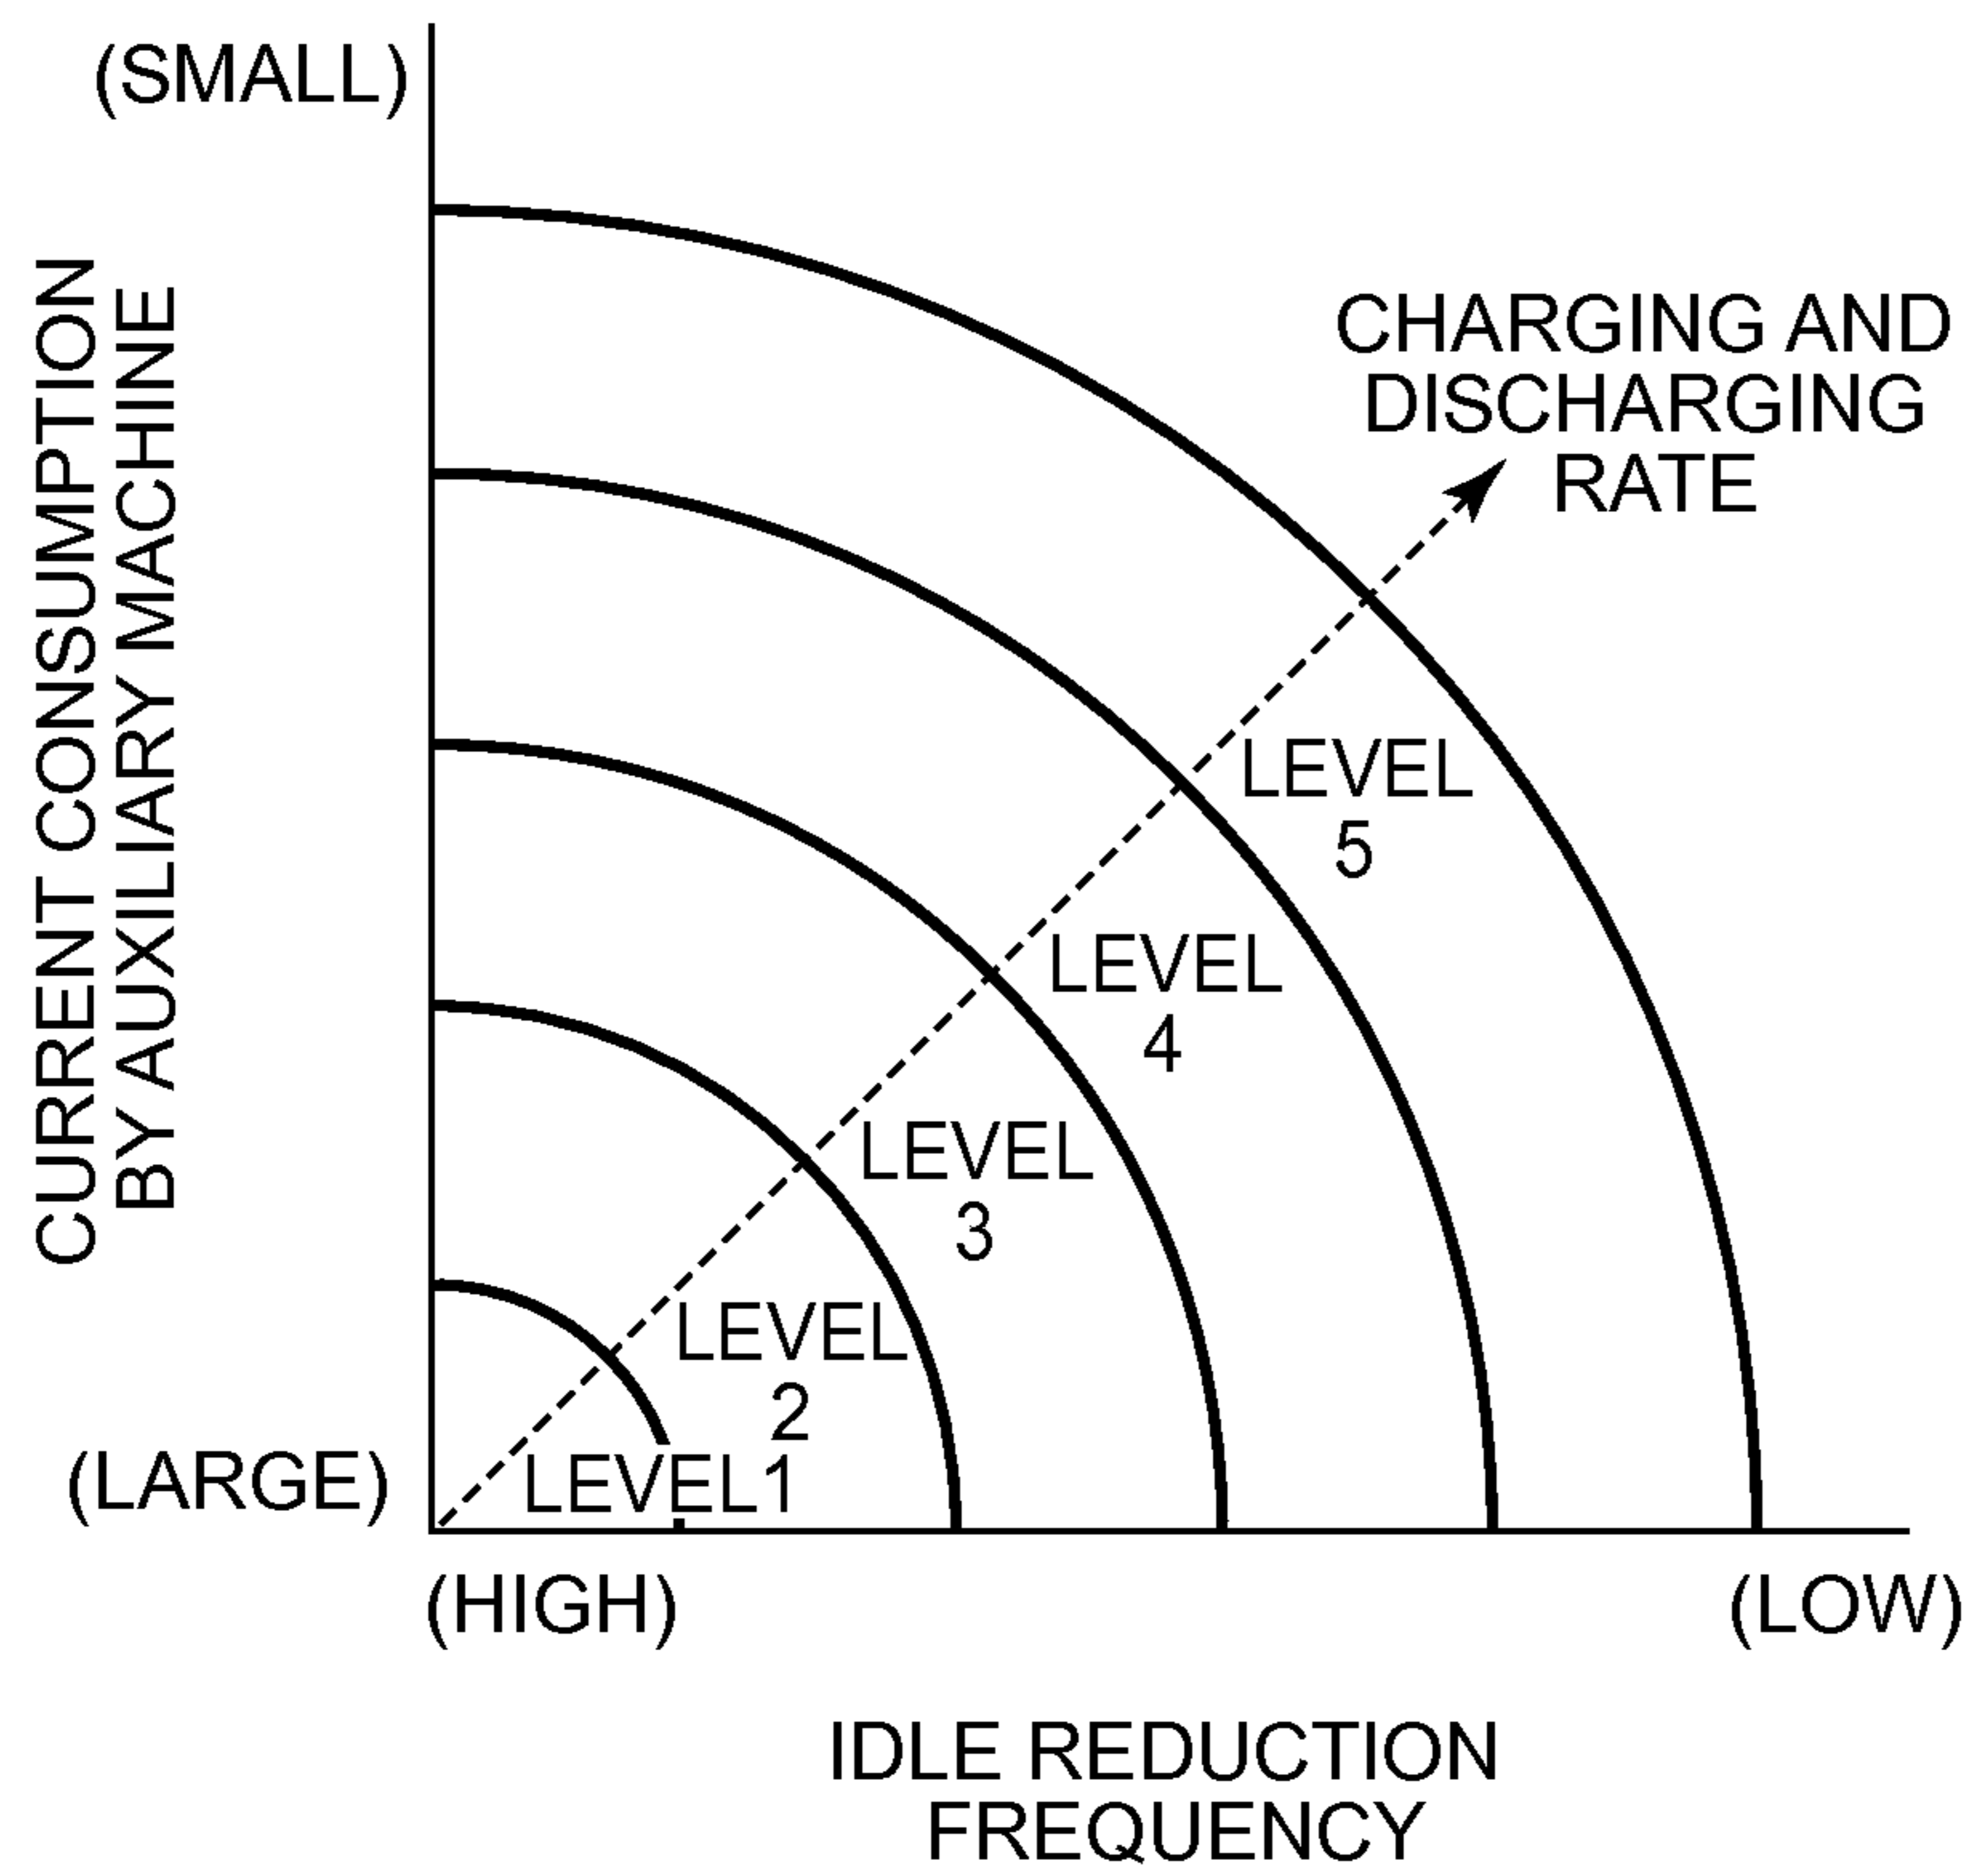 (SMALL)
CURRENT CONSUMPTION
BY AUXILIARY MACHINE
CHARGING AND
DISCHARGING
RATE
LEVEL
5
LEVEL
4
LEVEL
3
LEVEL
2
LEVEL1
(LARGE)
(HIGH)
(LOW)
IDLE REDUCTION
FREQUENCY